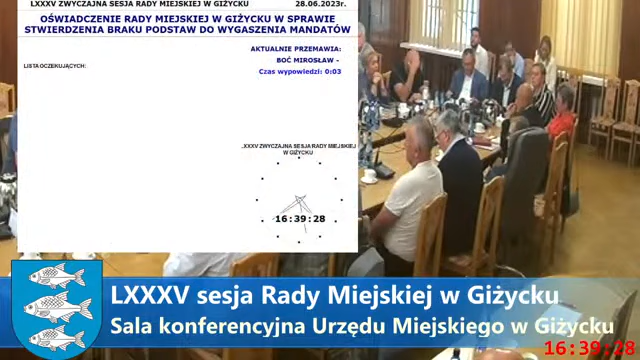 LXXXV ZWYCZAJNA SESJA RADY MIEJSKIEJ W GIŻYCKU 28.06.2023r.
OŚWIADCZENIE RADY MIEJSKIEJ W GIŻYCKU W SPRAWIE
STWIERDZENIA BRAKU PODSTAW DO WYGASZENIA MANDATÓW
AKTUALNIE PRZEMAWIA:
BOĆ MIROSŁAW -
LISTA OCZEKUJĄCYCH:
Czas wypowiedzi: 0:03
.XXXV ZWYCZAJNA SESJA RADY MIEJSKIEJ
W GIŻYCKU
16:39:28
LXXXV sesja Rady Miejskiej w Giżycku
Sala konferencyjna Urzędu Miejskiego w Giżycku
16:39:28